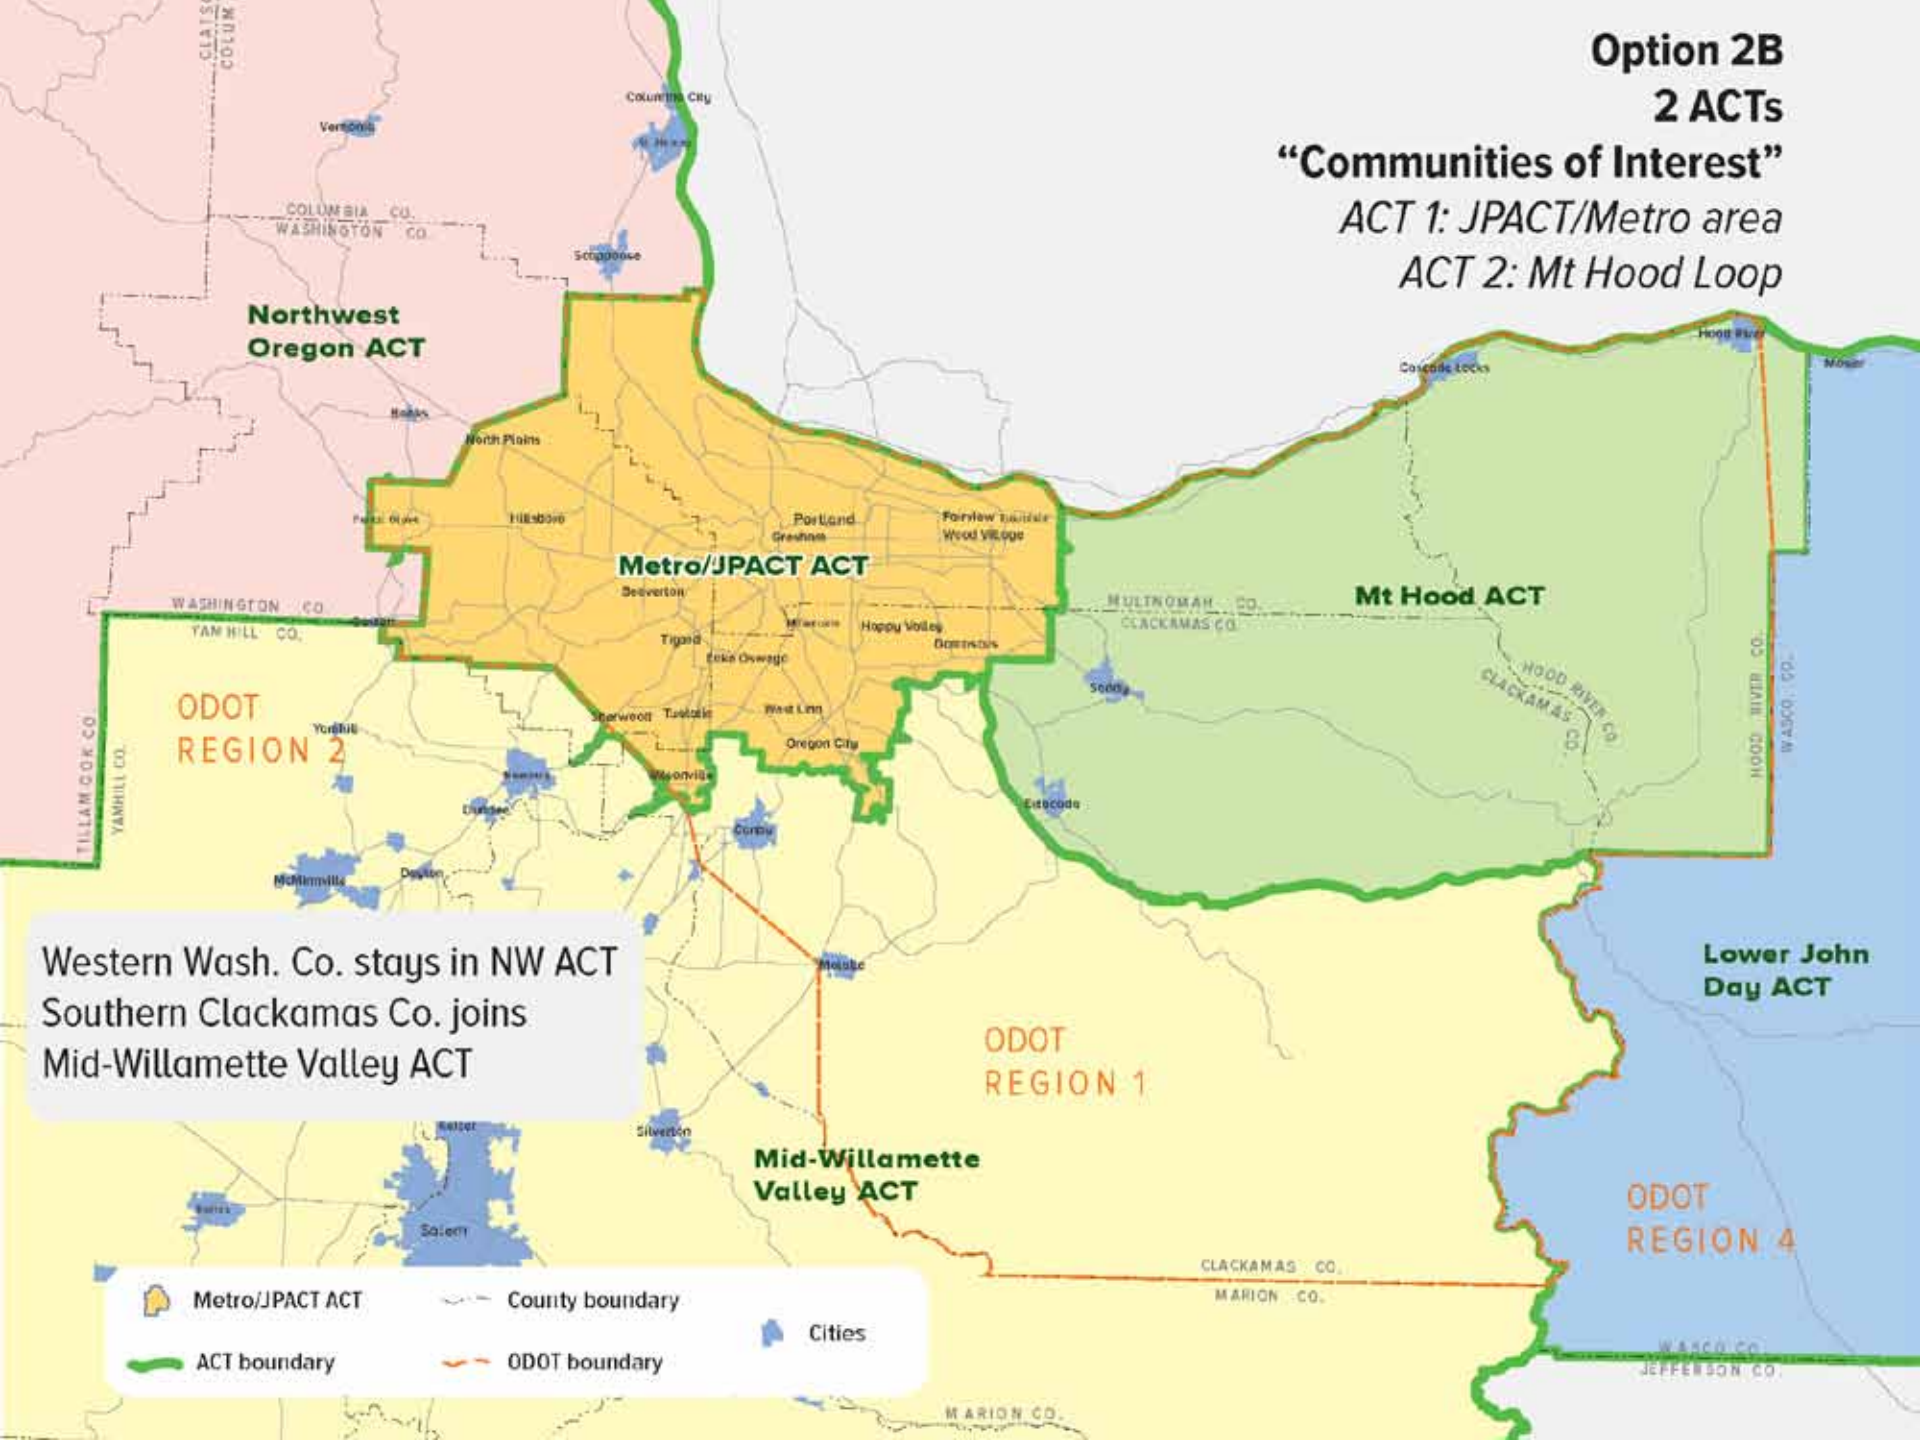 Option 2B
2 ACTs
“Communities of Interest”
ACT 1: JPACT/Metro area
ACT 2: Mt Hood Loop
COLUM
Columbia City
Vernonia
COLUMBIA CO.
WASHINGTON CO.
Scappoose
Northwest
Oregon ACT
Hood River
Cascade Locks
Mosier
Banks
North Plains
Hillsboro
Portland
Fairview Troutdale
Gresham
Wood Village
Metro/JPACT ACT
Beaverton
Mt Hood ACT
MULTNOMAH CO.
CLACKAMAS CO.
WASHINGTON CO.
YAMHILL CO.
Gaston
Milwaukie
Happy Valley
Tigard
Damascus
Lake Oswego
Sandy
HOOD RIVER CO.
CLACKAMAS CO.
HOOD RIVER CO.
WASCO CO.
ODOT
REGION 2
Yamhill
Sherwood
Tualatin
West Linn
Oregon City
TILLAMOOK CO.
YAMHILL CO.
Newberg
Wilsonville
Dundee
Canby
Estacada
McMinnville
Dayton
Western Wash. Co. stays in NW ACT
Southern Clackamas Co. joins
Mid-Willamette Valley ACT
Molalla
Lower John
Day ACT
ODOT
REGION 1
Silverton
Mid-Willamette
Valley ACT
Keizer
Dallas
Salem
ODOT
REGION 4
CLACKAMAS CO.
MARION CO.
WASCO CO.
JEFFERSON CO.
Metro/JPACT ACT
County boundary
Cities
ACT boundary
ODOT boundary
MARION CO.